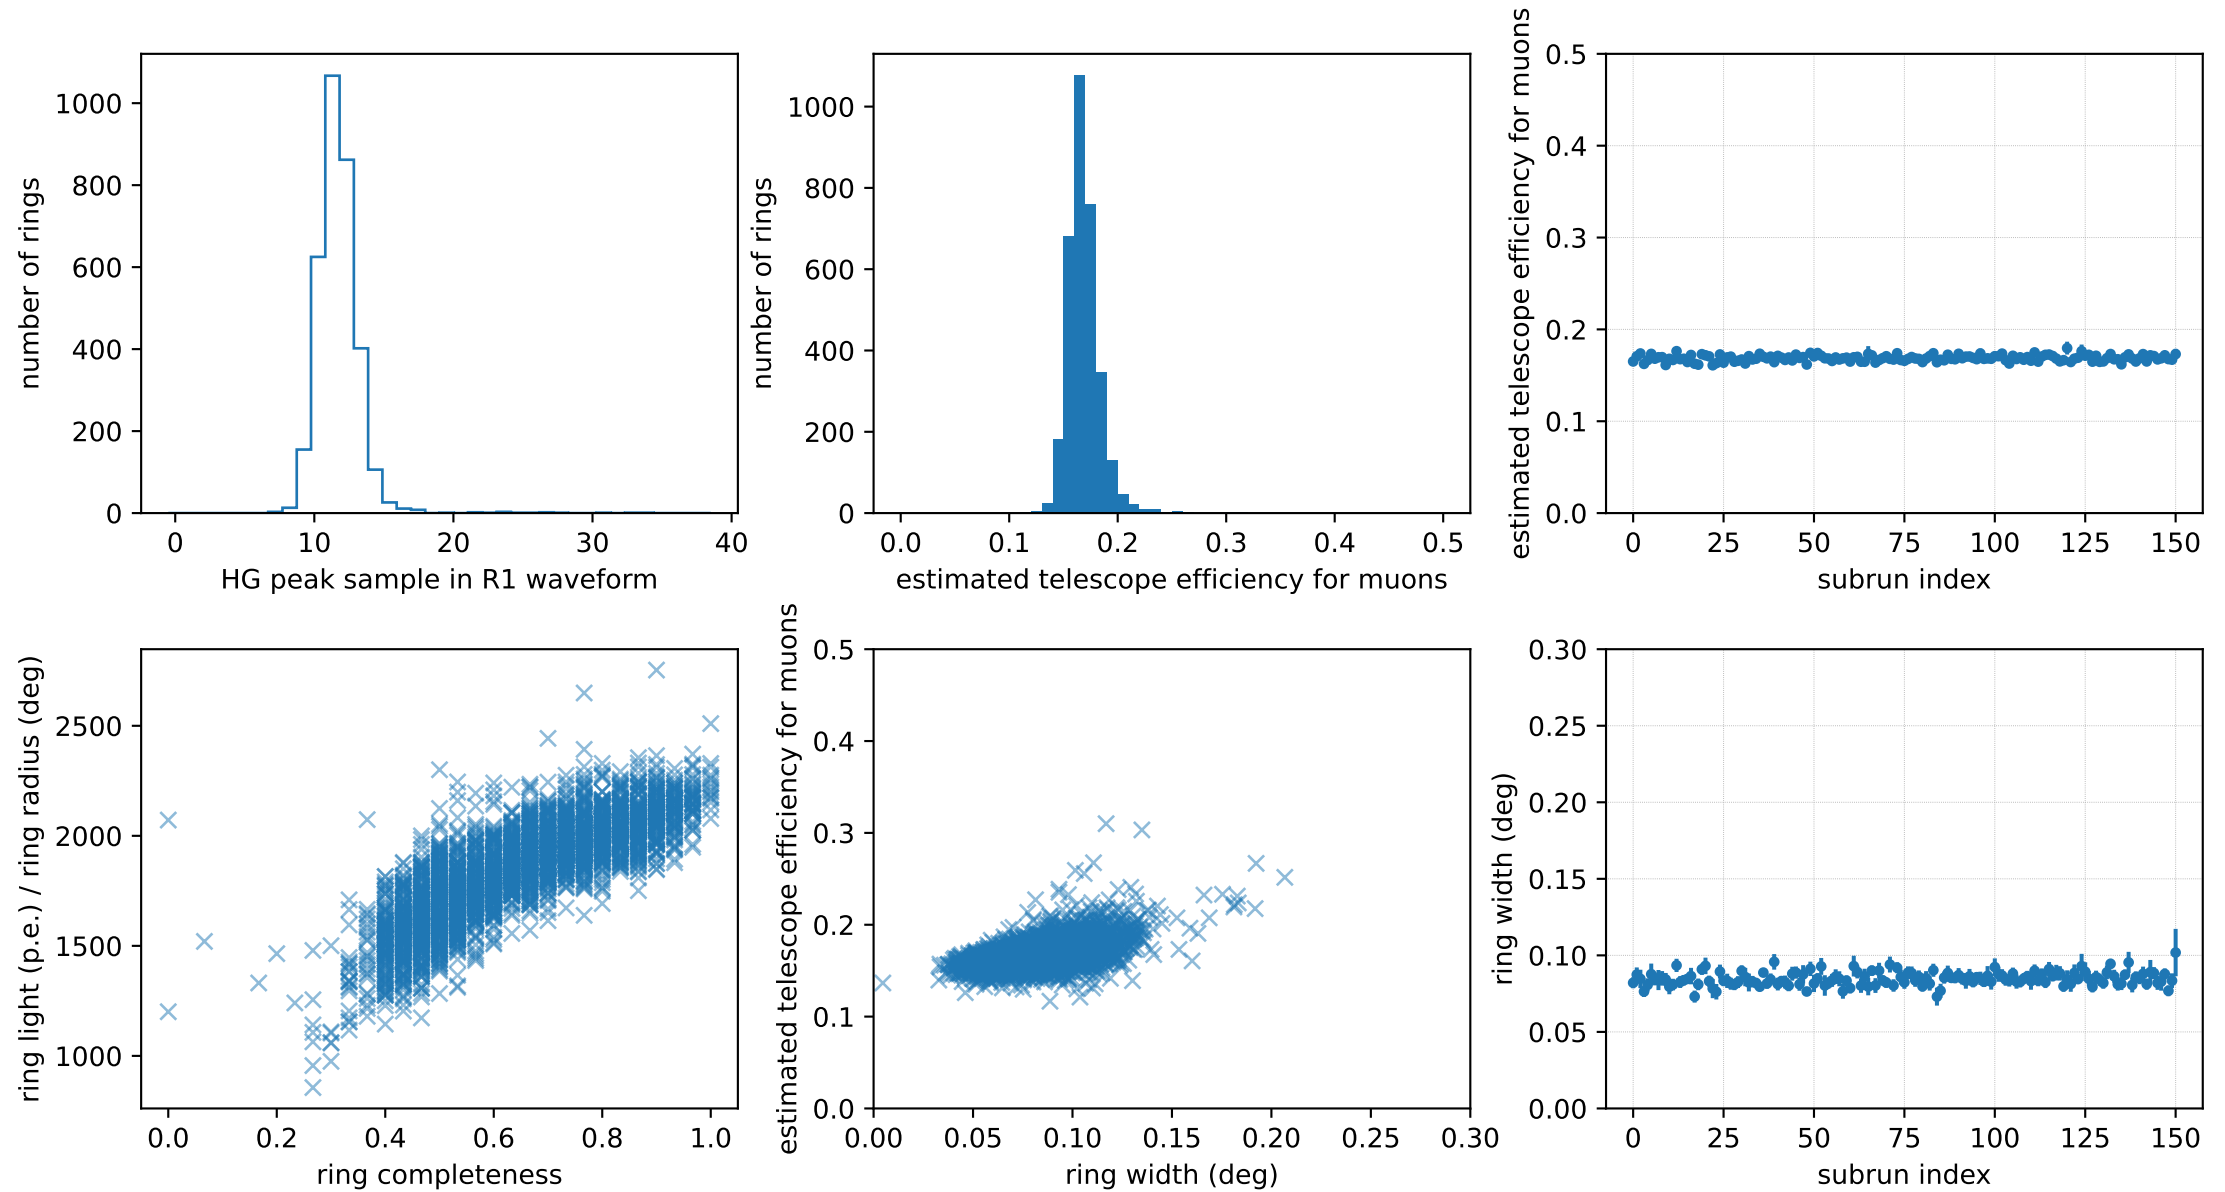 number of rings
1000
800
600
400
200
0
0 10 20 30 40
HG peak sample in R1 waveform
number of rings
1000
800
600
400
200
0
0.0 0.1 0.2 0.3 0.4 0.5
estimated telescope efficiency for muons
estimated telescope efficiency for muons
0.5
0.4
0.3
0.2
0.1
0.0
0 25 50 75 100 125 150
subrun index
ring light (p.e.) / ring radius (deg)
2500
2000
1500
1000
0.0 0.2 0.4 0.6 0.8 1.0
ring completeness
estimated telescope efficiency for muons
0.5
0.4
0.3
0.2
0.1
0.0
0.00 0.05 0.10 0.15 0.20 0.25 0.30
ring width (deg)
ring width (deg)
0.30
0.25
0.20
0.15
0.10
0.05
0.00
0 25 50 75 100 125 150
subrun index